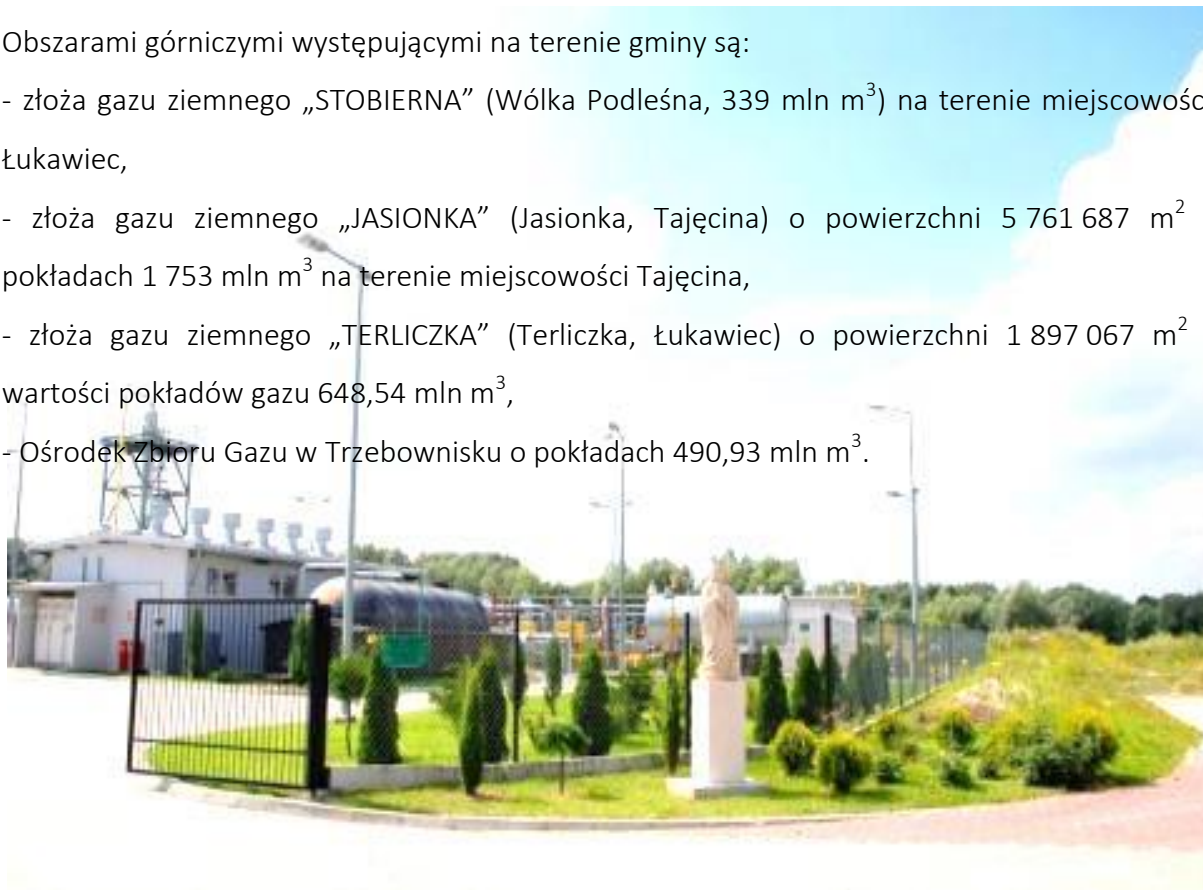 Obszarami górniczymi występującymi na terenie gminy są:
- złoża gazu ziemnego „STOBIERNA” (Wólka Podleśna, 339 mln m³) na terenie miejscowośc
Łukawiec,
- złoża gazu ziemnego „JASIONKA” (Jasionka, Tajęcina) o powierzchni 5 761 687 m²
pokładach 1 753 mln m³ na terenie miejscowości Tajęcina,
- złoża gazu ziemnego „TERLICZKA” (Terliczka, Łukawiec) o powierzchni 1 897 067 m²
wartości pokładów gazu 648,54 mln m³,
- Ośrodek Zbioru Gazu w Trzebownisku o pokładach 490,93 mln m³.